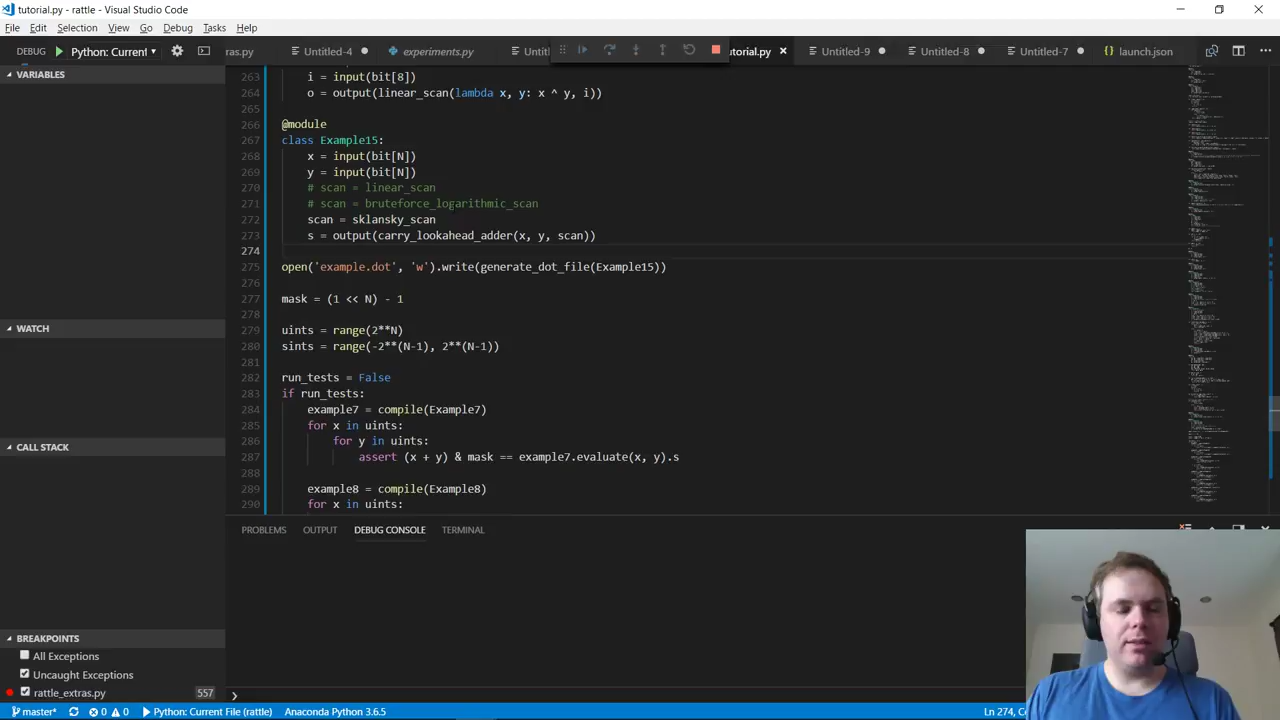 tutorial.py - rattle - Visual Studio Code
File Edit Selection View Go Debug Tasks Help
DEBUG Python: Current
ras.py Untitled-4 experiments.py Untit utorial.py Untitled-9 Untitled-8 Untitled-7 launch.json
VARIABLES
WATCH
CALL STACK
BREAKPOINTS
All Exceptions
Uncaught Exceptions
rattle_extras.py 557
263 i = input(bit[8])
264 o = output(linear_scan(lambda x, y: x ^ y, i))
265
266 @module
267 class Example15:
268 x = input(bit[N])
269 y = input(bit[N])
270 # scan = linear_scan
271 # scan = bruteforce_logarithmic_scan
272 scan = sklansky_scan
273 s = output(carry_lookahead_adder(x, y, scan))
274
275 open('example.dot', 'w').write(generate_dot_file(Example15))
276
277 mask = (1 << N) - 1
278
279 uints = range(2**N)
280 sints = range(-2**(N-1), 2**(N-1))
281
282 run_tests = False
283 if run_tests:
284 example7 = compile(Example7)
285 for x in uints:
286 for y in uints:
287 assert (x + y) & mask == example7.evaluate(x, y).s
288
289 example8 = compile(Example8)
290 for x in uints:
PROBLEMS OUTPUT DEBUG CONSOLE TERMINAL
master* 0 0 Python: Current File (rattle) Anaconda Python 3.6.5 Ln 274,